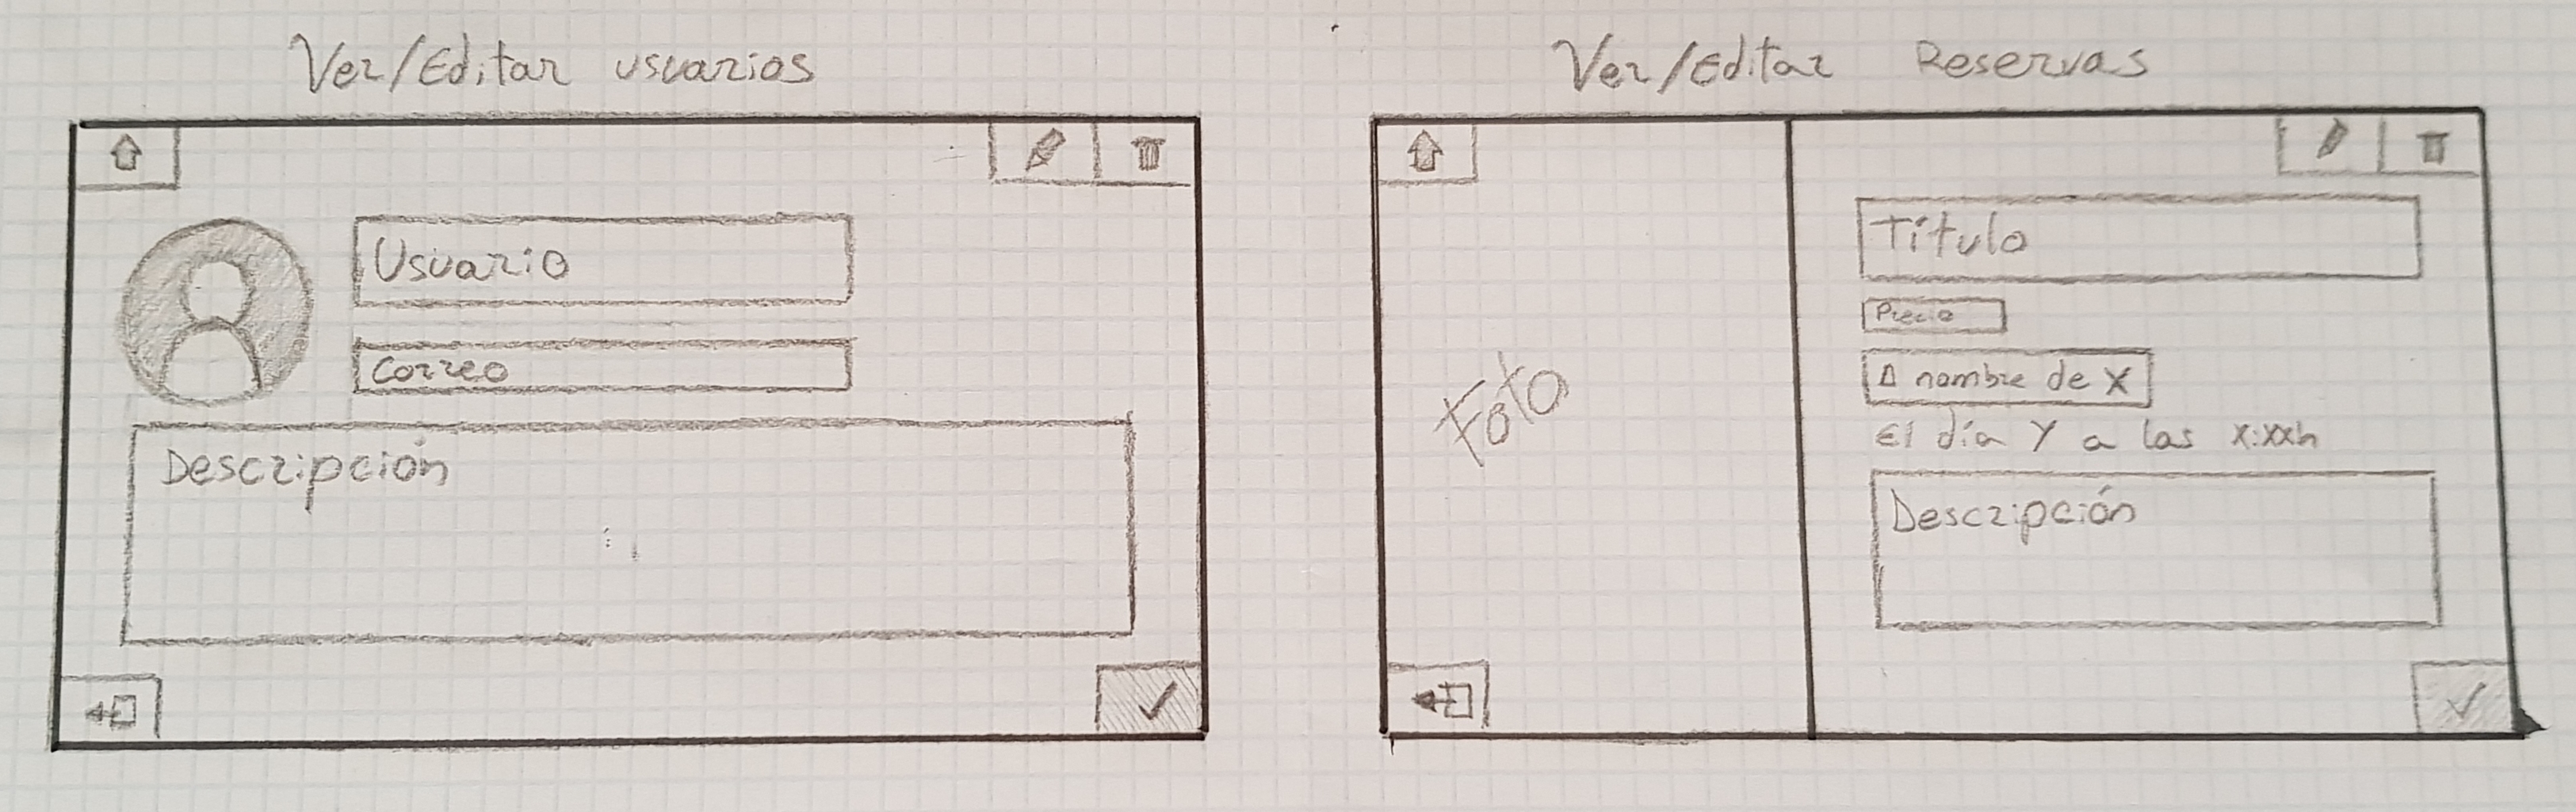 Ver/Editar usuarios
Usuario
Correo
Descripción
Ver/Editar Reservas
Foto
Título
Precio
A nombre de X
El día Y a las X:XXh
Descripción